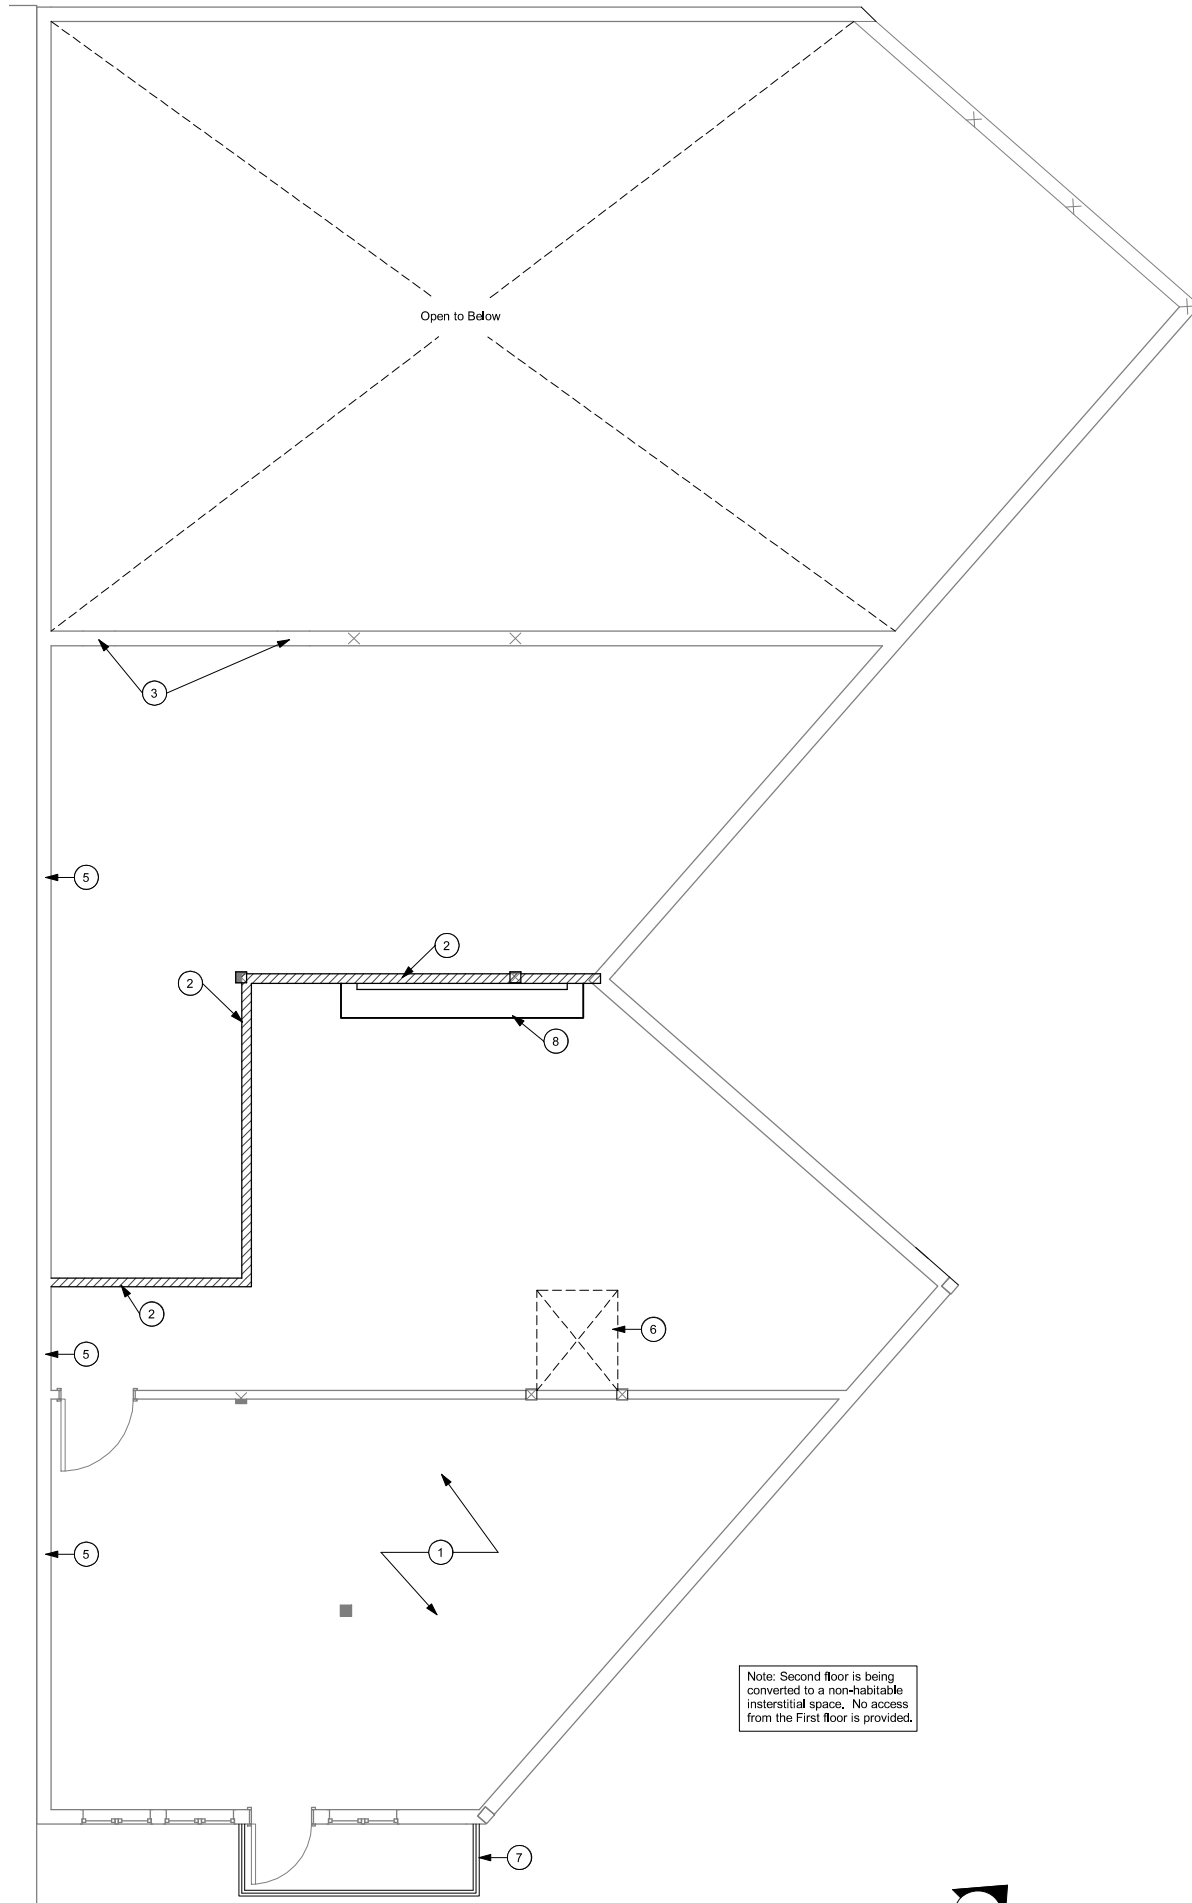 Open to Below
3
5
2
2
8
2
6
5
1
5
Note: Second floor is being
converted to a non-habitable
insterstitial space. No access
from the First floor is provided.
7